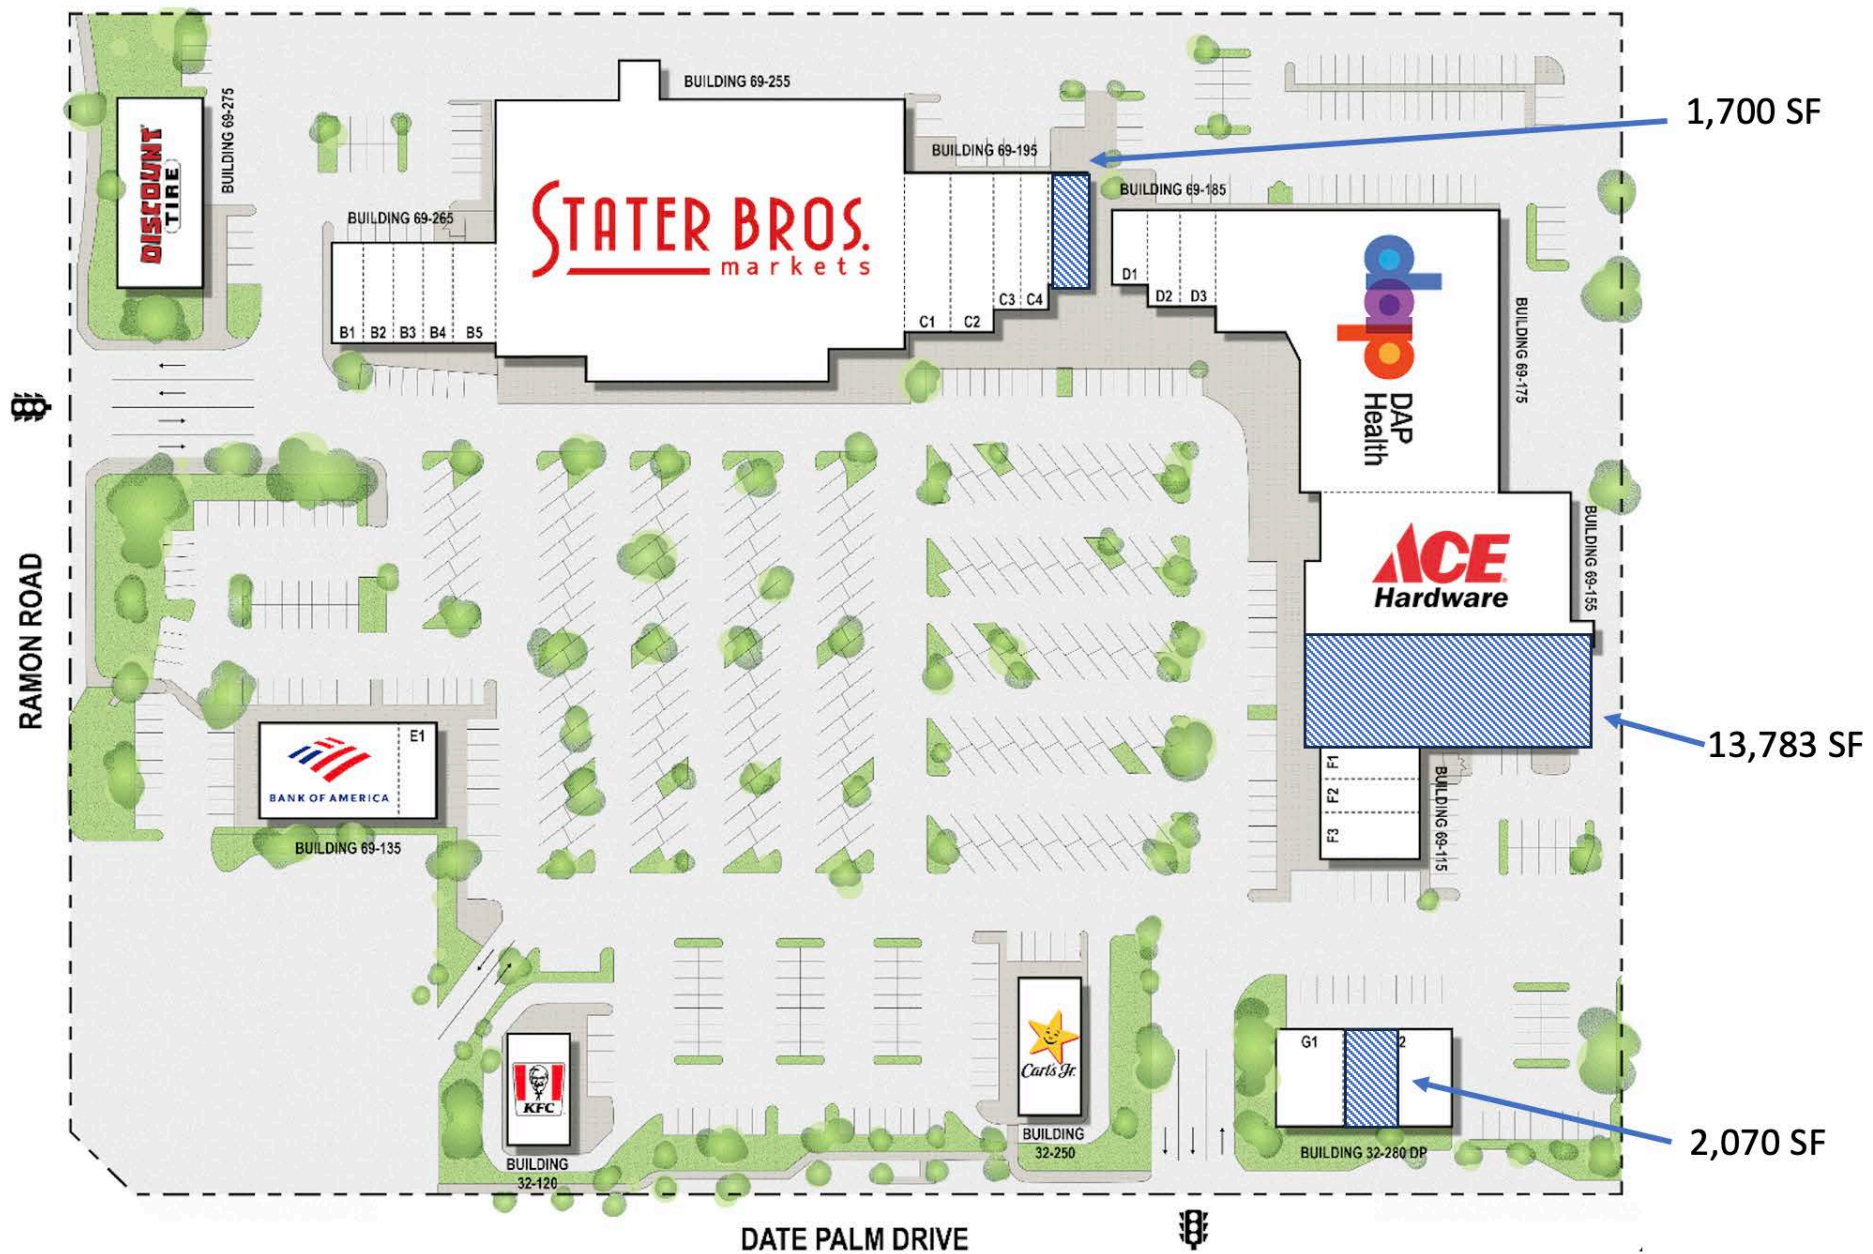 BUILDING 69-255
1,700 SF
BUILDING 69-275
DISCOUNT
TIRE
BUILDING 69-195
BUILDING 69-185
BUILDING 69-265
STATER BROS.
markets
D1
D2
D3
C3
C4
C1
C2
B1
B2
B3
B4
B5
BUILDING 69-175
DAP
Health
RAMON ROAD
ACE
Hardware
BUILDING 69-155
13,783 SF
E1
BANK OF AMERICA
BUILDING 69-135
F1
F2
F3
BUILDING 69-115
KFC
BUILDING
32-120
Carl's Jr.
BUILDING
32-250
G1
2
BUILDING 32-280 DP
2,070 SF
DATE PALM DRIVE